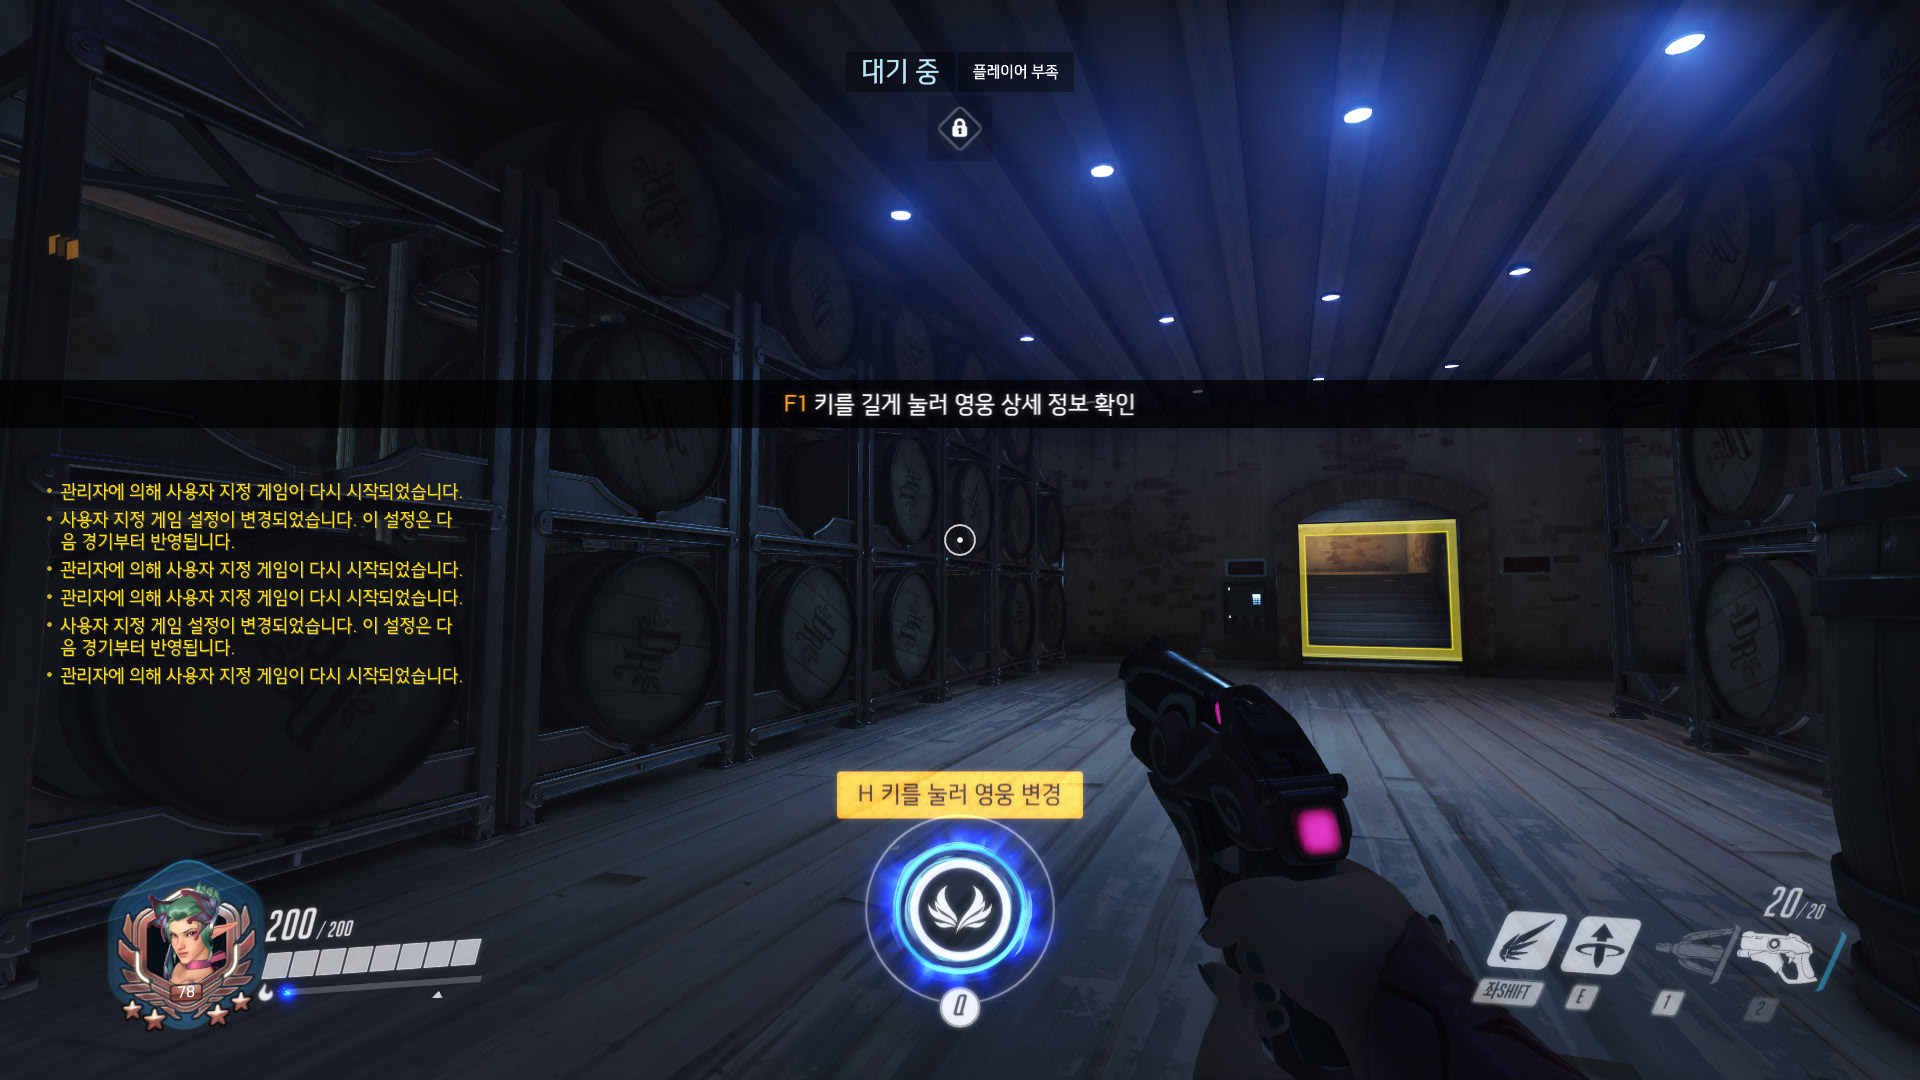 대기 중 플레이어 부족
F1 키를 길게 눌러 영웅 상세 정보 확인
• 관리자에 의해 사용자 지정 게임이 다시 시작되었습니다.
• 사용자 지정 게임 설정이 변경되었습니다. 이 설정은 다
음 경기부터 반영됩니다.
• 관리자에 의해 사용자 지정 게임이 다시 시작되었습니다.
• 관리자에 의해 사용자 지정 게임이 다시 시작되었습니다.
• 사용자 지정 게임 설정이 변경되었습니다. 이 설정은 다
음 경기부터 반영됩니다.
• 관리자에 의해 사용자 지정 게임이 다시 시작되었습니다.
H 키를 눌러 영웅 변경
200/200
78
Q
20/20
좌SHIFT E 1 2